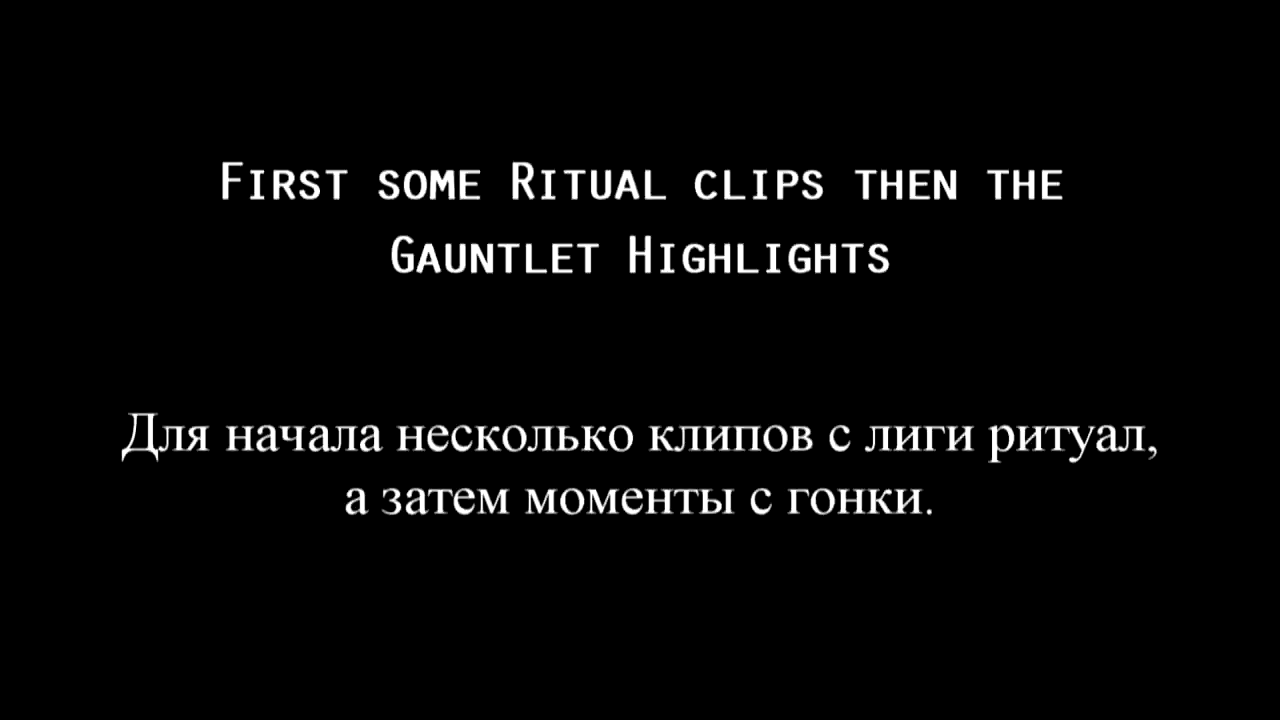 First some Ritual clips then the
Gauntlet Highlights
Для начала несколько клипов с лиги ритуал,
а затем моменты с гонки.